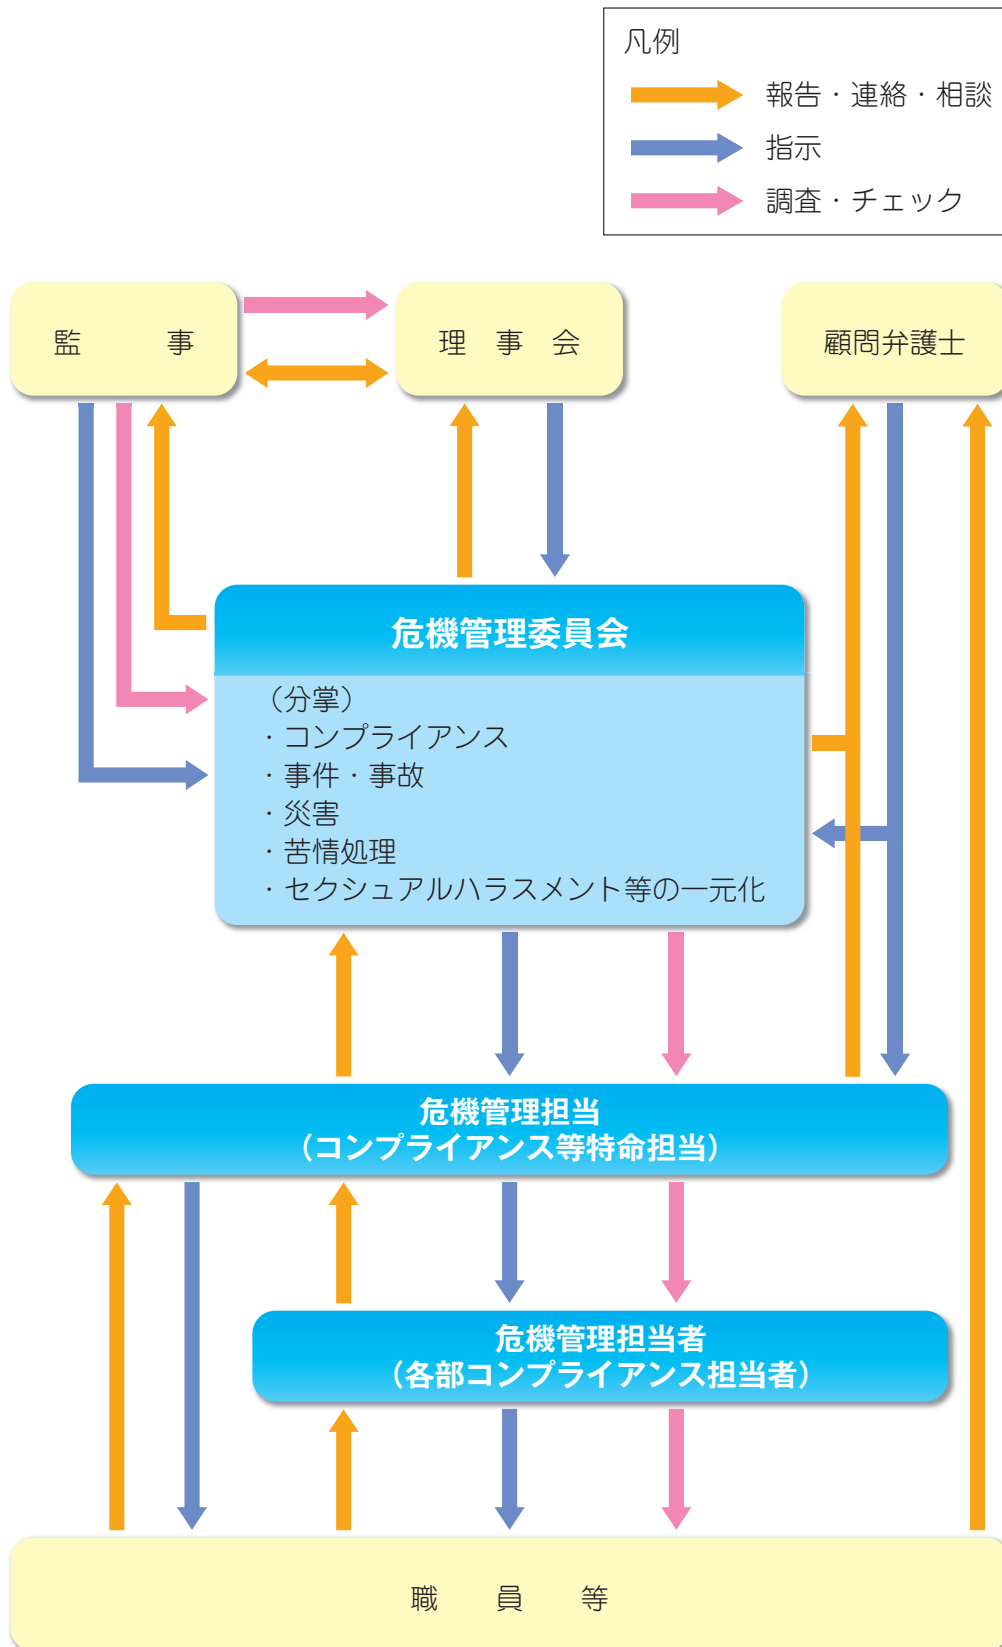 凡例
報告・連絡・相談
指示
調査・チェック
監事
理事会
顧問弁護士
危機管理委員会
（分掌）
・コンプライアンス
・事件・事故
・災害
・苦情処理
・セクシュアルハラスメント等の一元化
危機管理担当
（コンプライアンス等特命担当）
危機管理担当者
（各部コンプライアンス担当者）
職員等